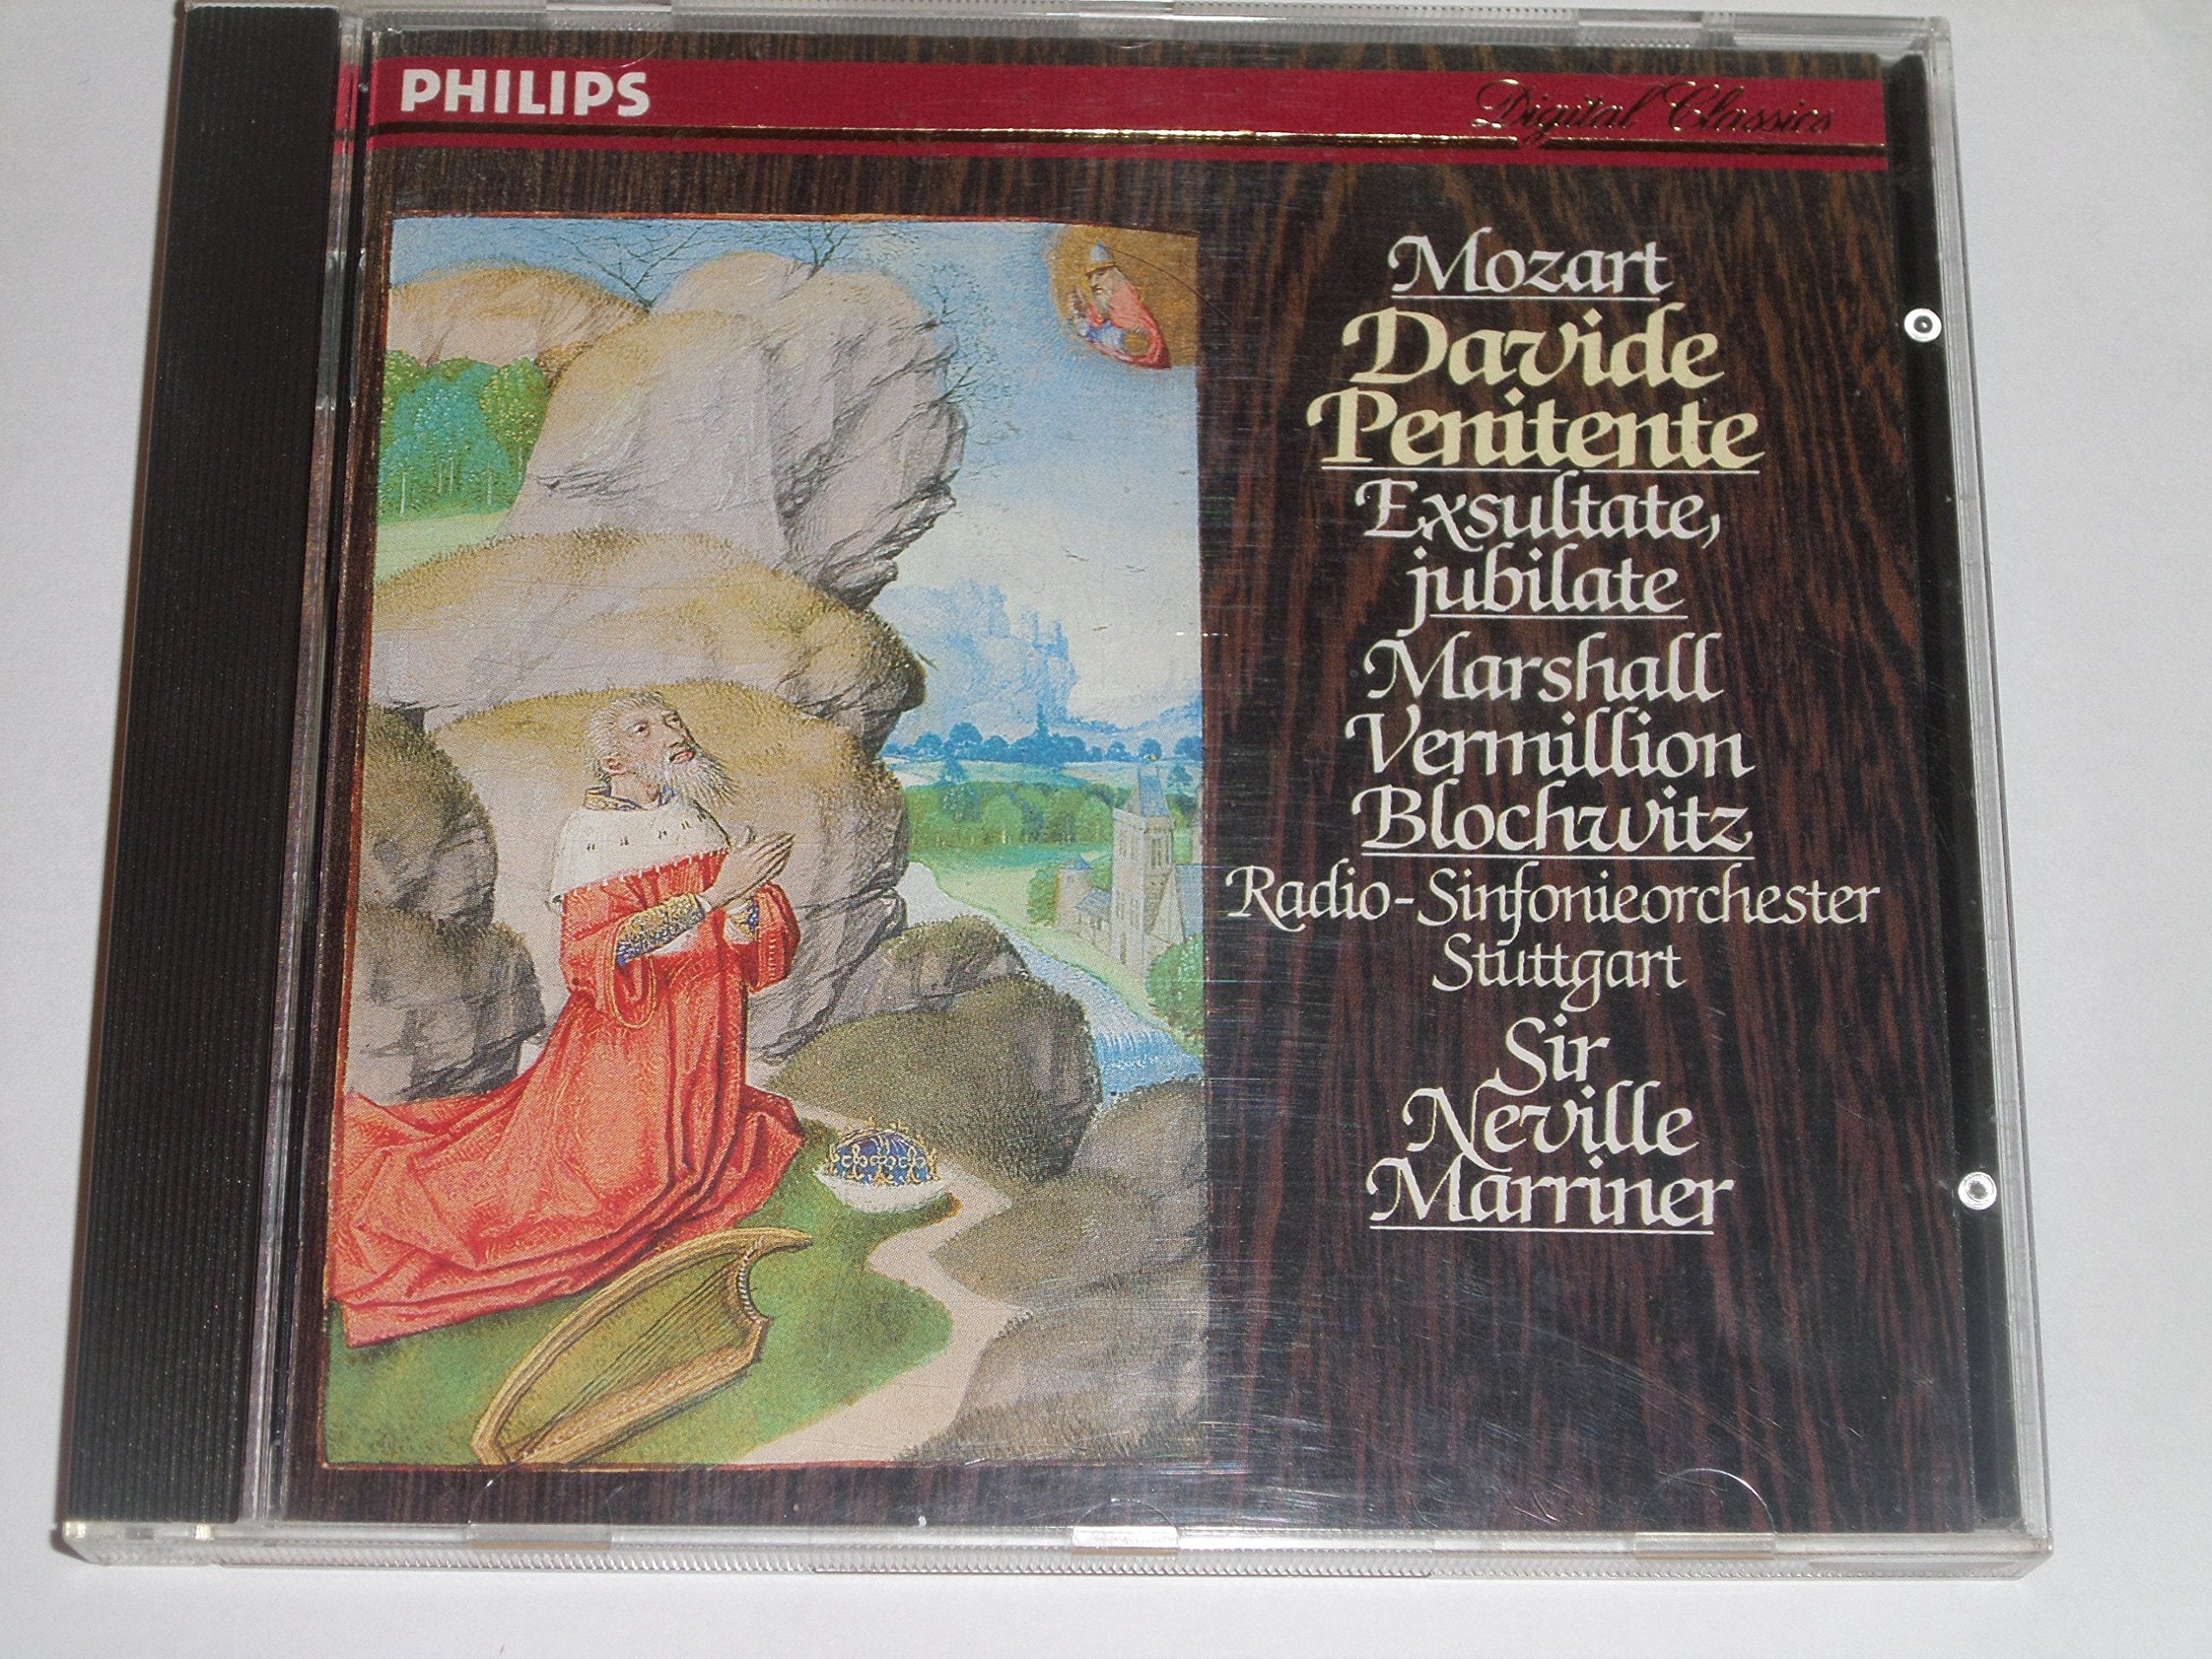 PHILIPS
Digital Classics
Mozart
Davide
Penitente
Exsultate,
jubilate
Marshall
Vermillion
Blochwitz
Radio-Sinfonieorchester
Stuttgart
Sir
Neville
Marriner